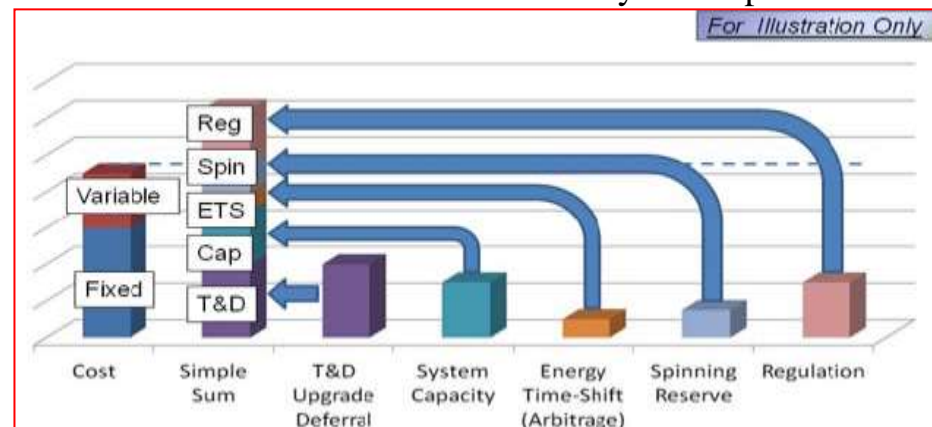 For Illustration Only
Reg
Spin
Variable
ETS
Cap
Fixed
T&D
Cost
Simple
Sum
T&D
Upgrade
Deferral
System
Capacity
Energy
Time-Shift
(Arbitrage)
Spinning
Reserve
Regulation